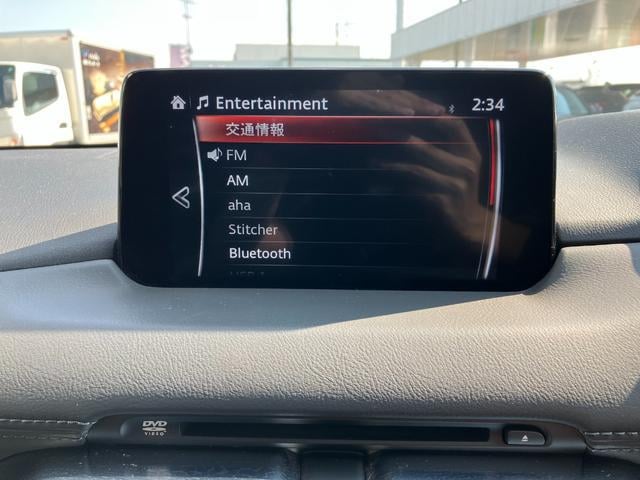 Entertainment
2:34
交通情報
FM
AM
aha
Stitcher
Bluetooth
DVD
VIDEO